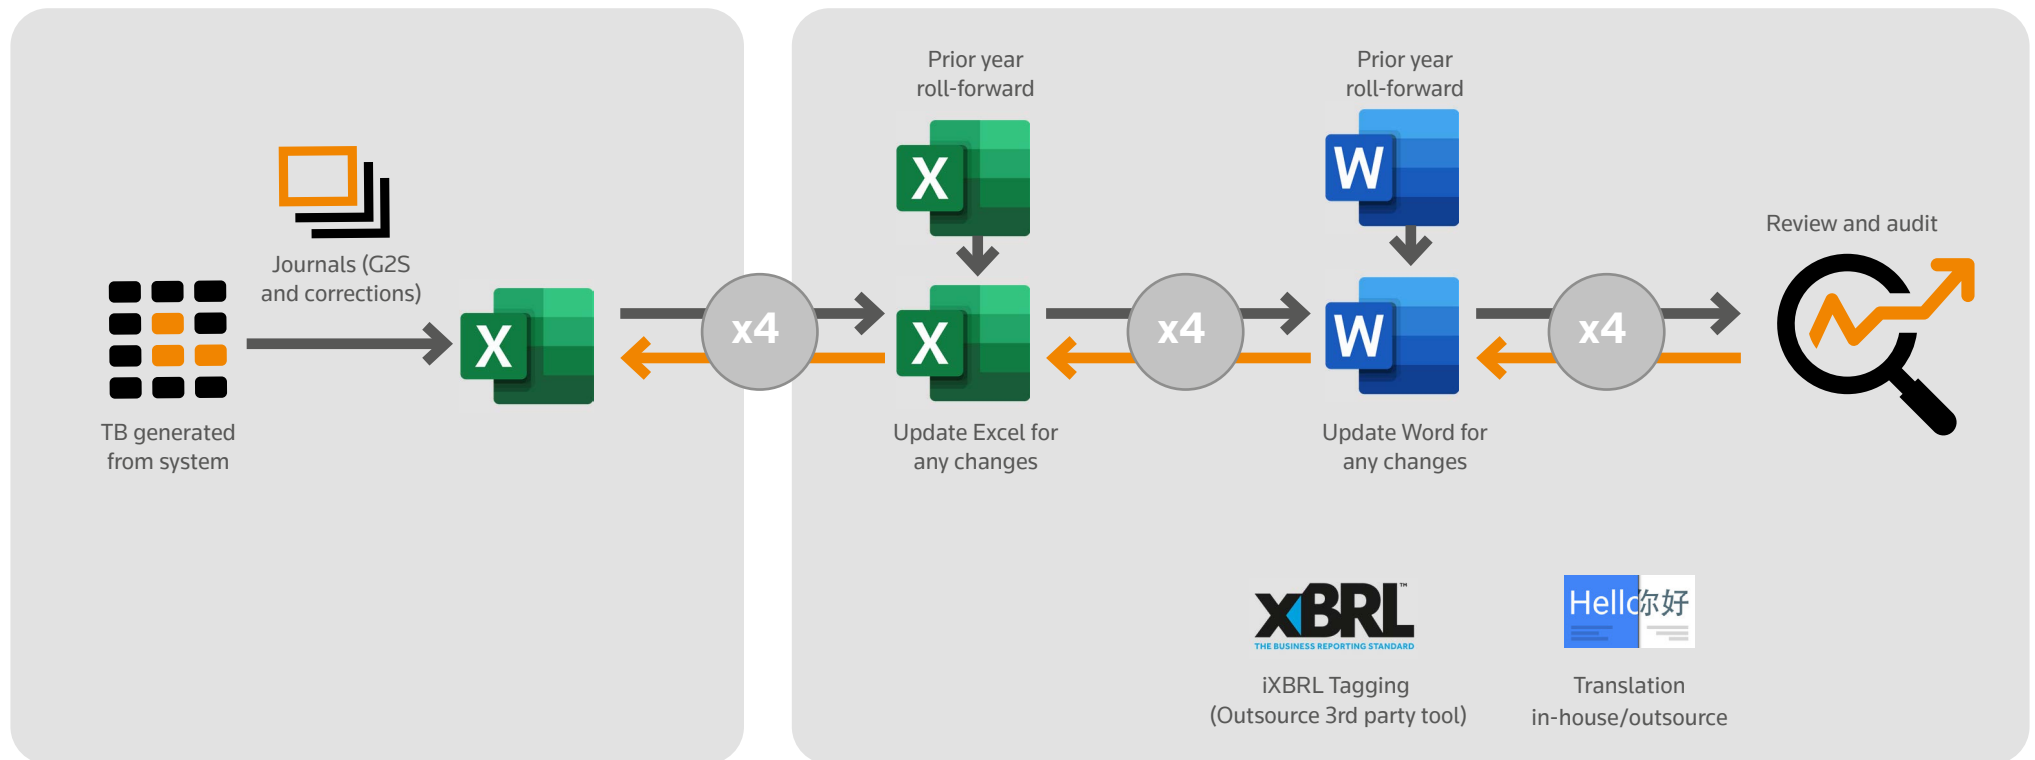 Journals (G2S
and corrections)
TB generated
from system
X
x4
Prior year
roll-forward
X
X
Update Excel for
any changes
x4
Prior year
roll-forward
W
W
Update Word for
any changes
x4
Review and audit
XBRL™
THE BUSINESS REPORTING STANDARD
iXBRL Tagging
(Outsource 3rd party tool)
Hello你好
Translation
in-house/outsource